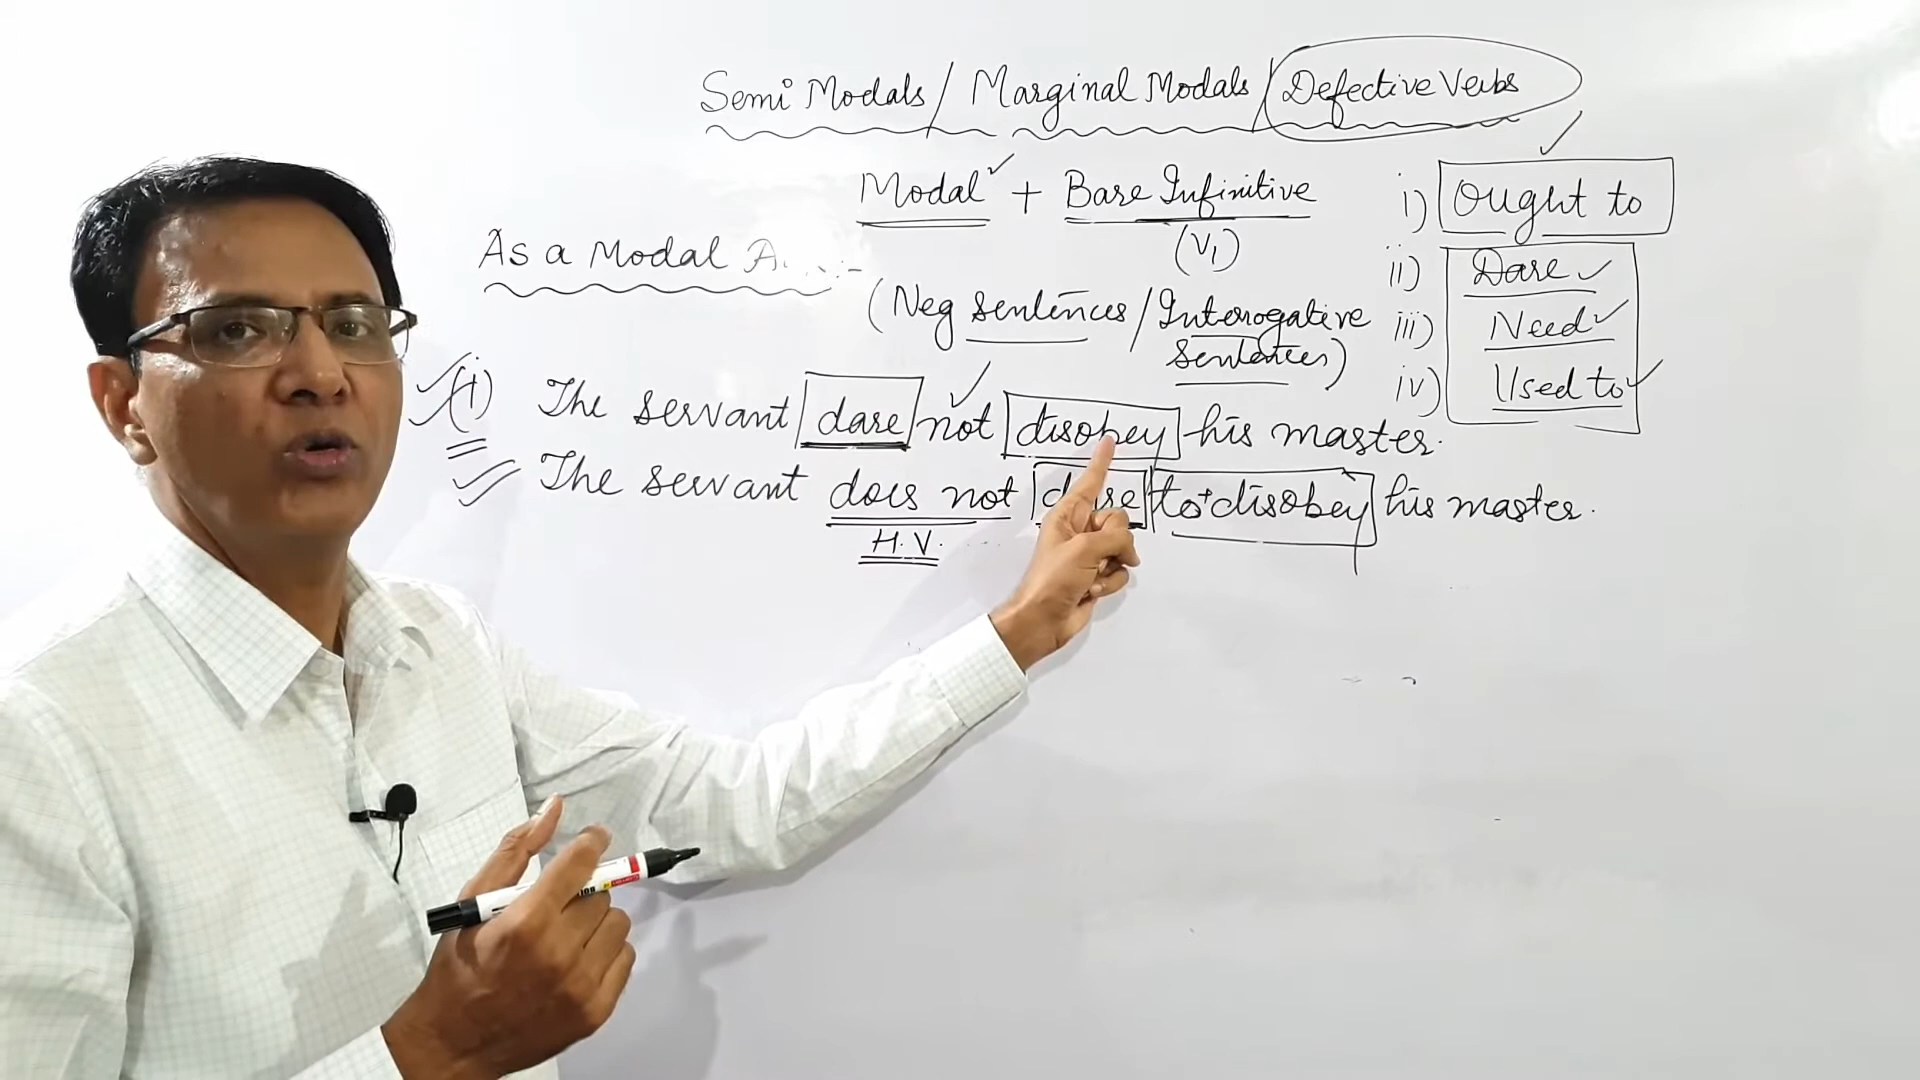 Semi Modals / Marginal Modals / Defective Verbs
Modal + Bare Infinitive
(V1)
As a Modal
(Neg sentences / Interrogative
sentences)
i) Ought to
ii) Dare
iii) Need
iv) Used to
(i) The servant dare not disobey his master.
The servant does not dare to + disobey his master.
H.V.